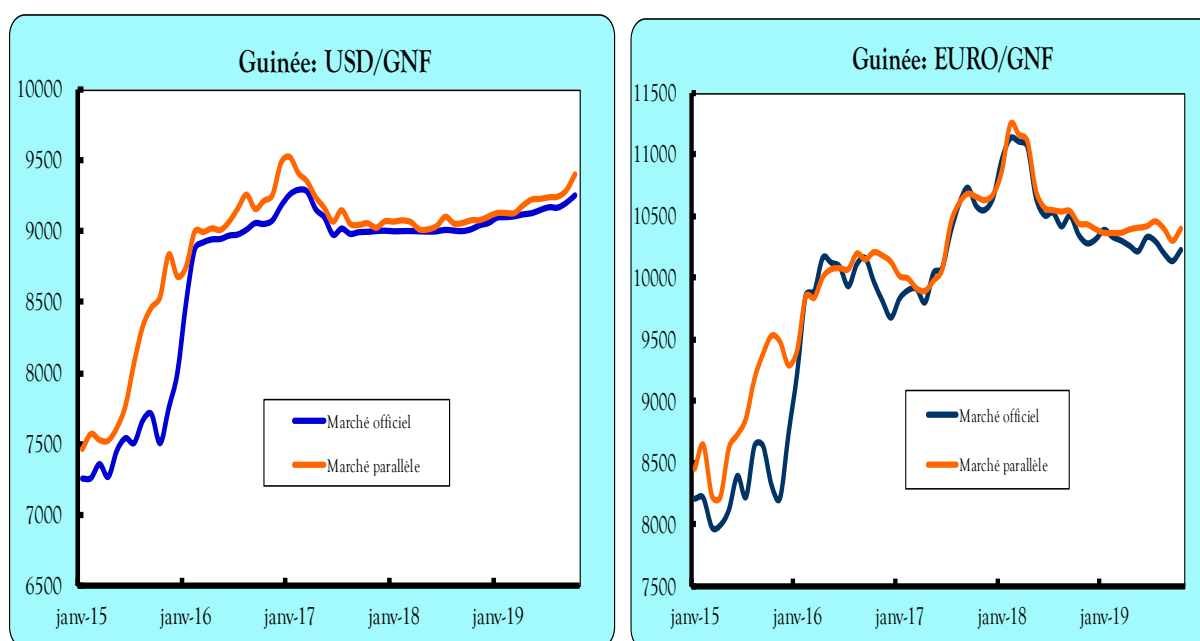 Guinée: USD/GNF
10000
9500
9000
8500
8000
7500
7000
6500
janv-15 janv-16 janv-17 janv-18 janv-19
Marché officiel
Marché parallèle
Guinée: EURO/GNF
11500
11000
10500
10000
9500
9000
8500
8000
7500
janv-15 janv-16 janv-17 janv-18 janv-19
Marché officiel
Marché parallèle